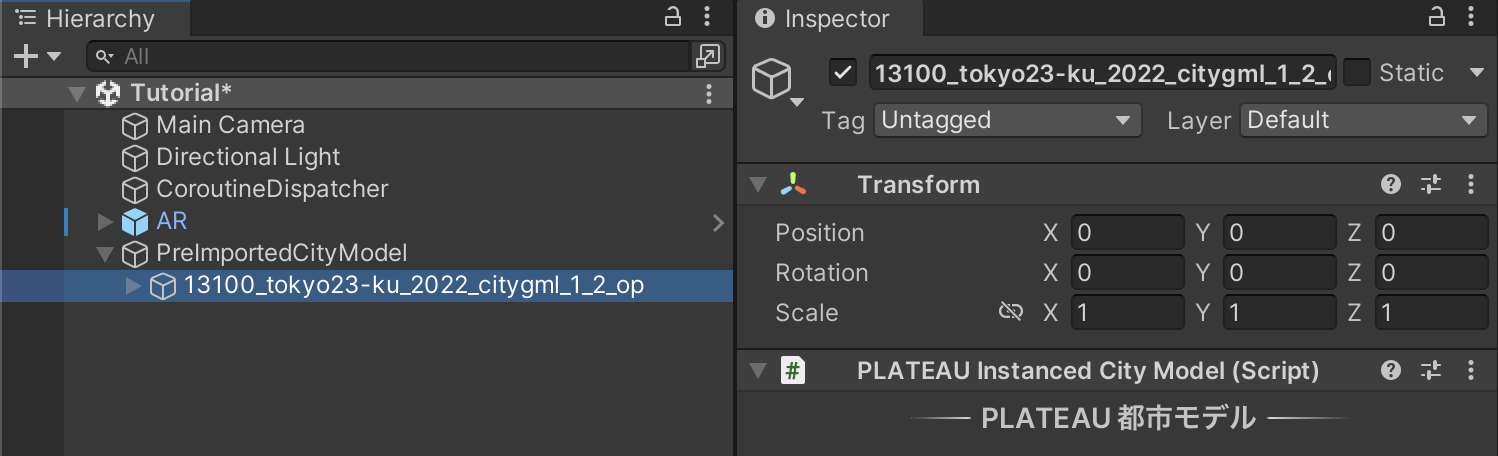 Hierarchy
All
Tutorial*
Main Camera
Directional Light
CoroutineDispatcher
AR
PreImportedCityModel
13100_tokyo23-ku_2022_citygml_1_2_op
Inspector
13100_tokyo23-ku_2022_citygml_1_2_ Static
Tag Untagged Layer Default
Transform
Position X 0 Y 0 Z 0
Rotation X 0 Y 0 Z 0
Scale X 1 Y 1 Z 1
# PLATEAU Instanced City Model (Script)
PLATEAU 都市モデル